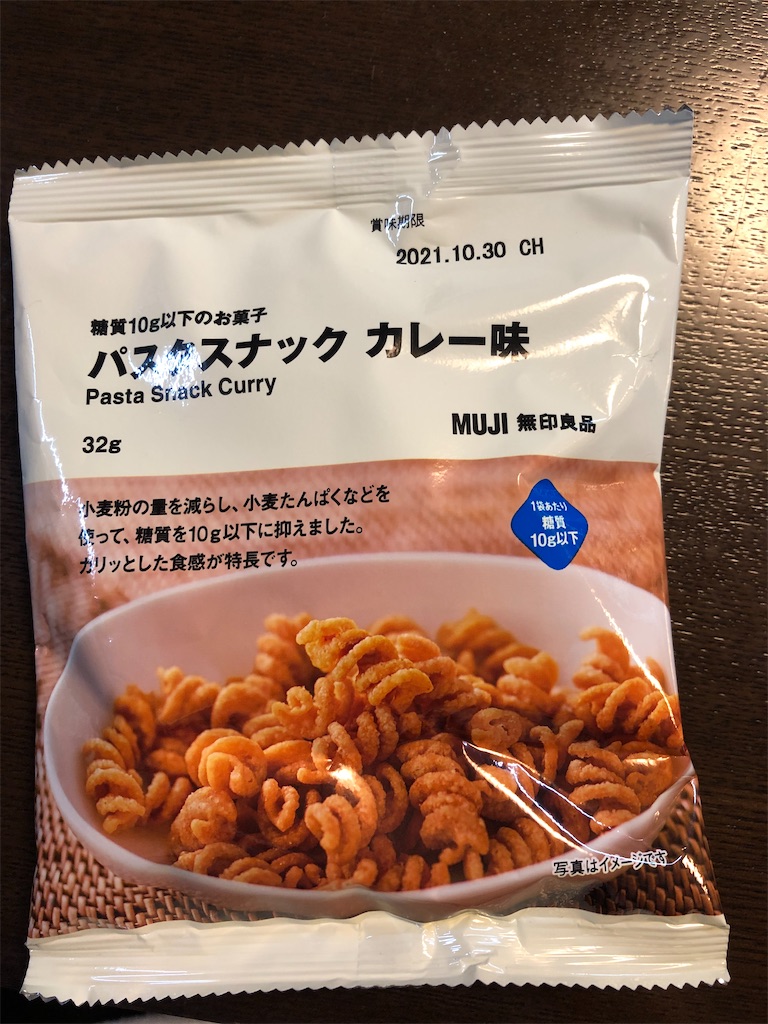 賞味期限
2021.10.30 CH
糖質10g以下のお菓子
パスタスナック カレー味
Pasta Snack Curry
32g
MUJI 無印良品
小麦粉の量を減らし、小麦たんぱくなどを
使って、糖質を10g以下に抑えました。
カリッとした食感が特長です。
1袋あたり
糖質
10g以下
写真はイメージです